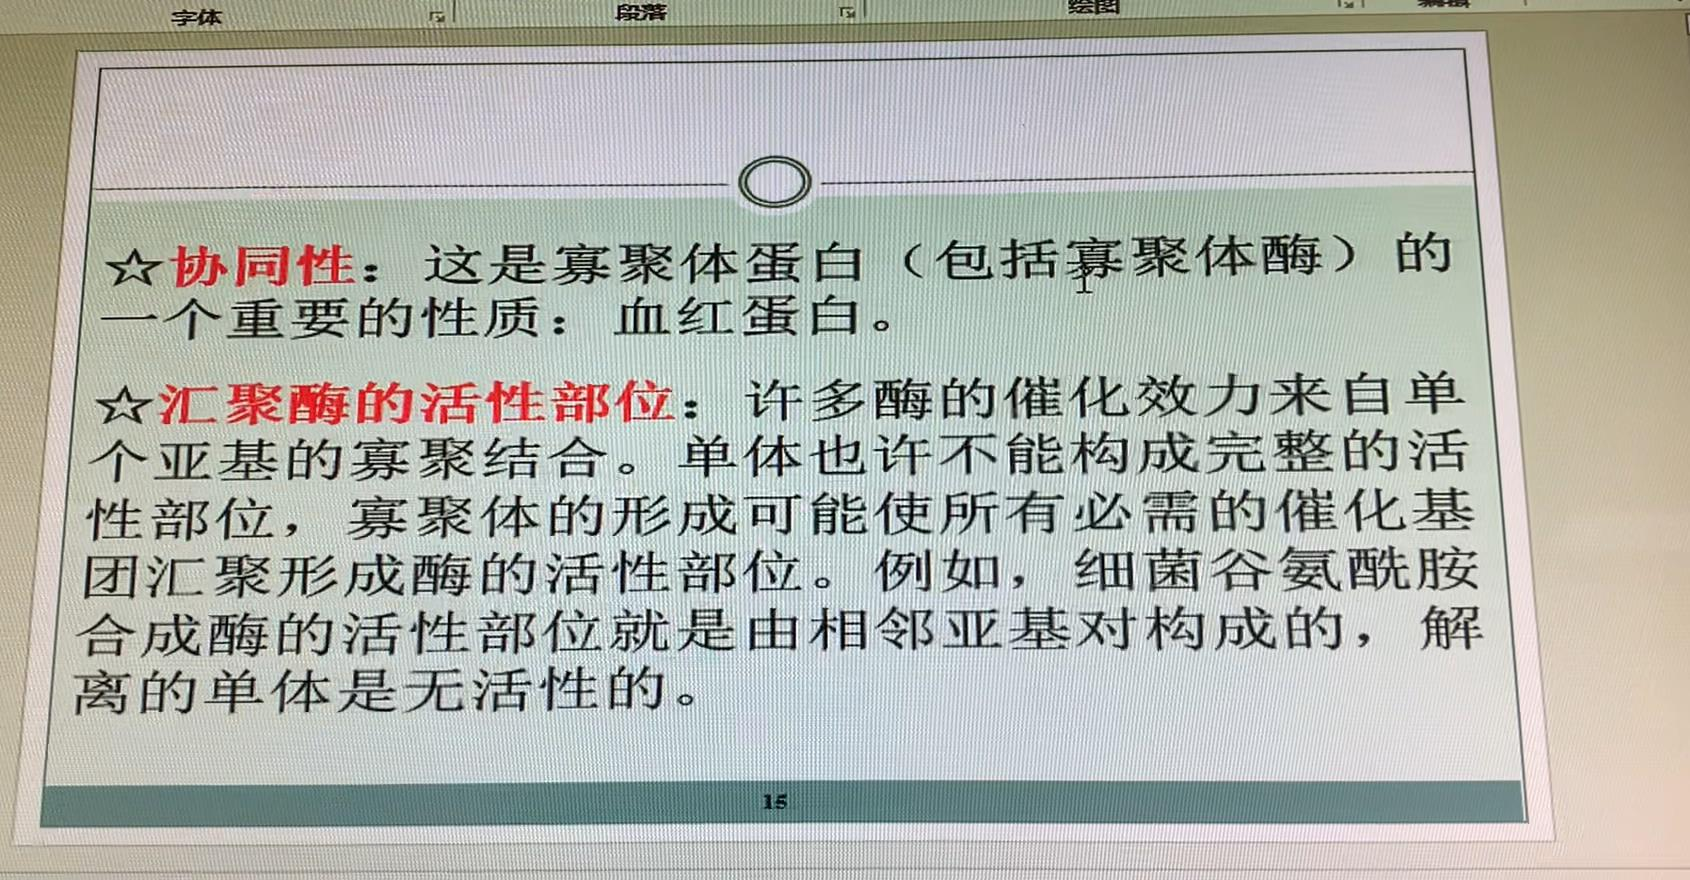 字体 段落 绘图 编辑
☆协同性：这是寡聚体蛋白（包括寡聚体酶）的
一个重要的性质：血红蛋白。
☆汇聚酶的活性部位：许多酶的催化效力来自单
个亚基的寡聚结合。单体也许不能构成完整的活
性部位，寡聚体的形成可能使所有必需的催化基
团汇聚形成酶的活性部位。例如，细菌谷氨酰胺
合成酶的活性部位就是由相邻亚基对构成的，解
离的单体是无活性的。
15